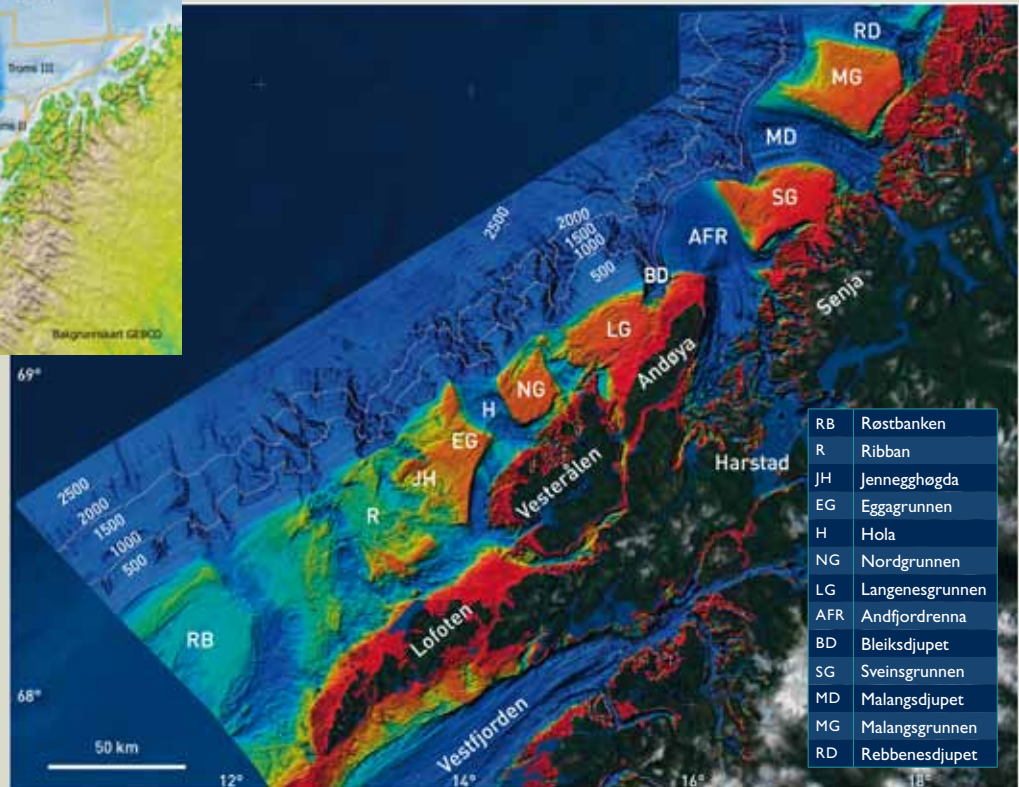 Troms III
Bakgrunnskart GEBCO
RD
MG
MD
SG
AFR
BD
LG
NG
H
EG
JH
R
RB
2500
2000
1500
1000
500
2500
2000
1500
1000
500
Senja
Andøya
Harstad
Vesterålen
Lofoten
Vestfjorden
69°
68°
50 km
12°
14°
16°
18°
RB Røstbanken
R Ribban
JH Jennegghøgda
EG Eggagrunnen
H Hola
NG Nordgrunnen
LG Langenesgrunnen
AFR Andfjordrenna
BD Bleiksdjupet
SG Sveinsgrunnen
MD Malangsdjupet
MG Malangsgrunnen
RD Rebbenesdjupet